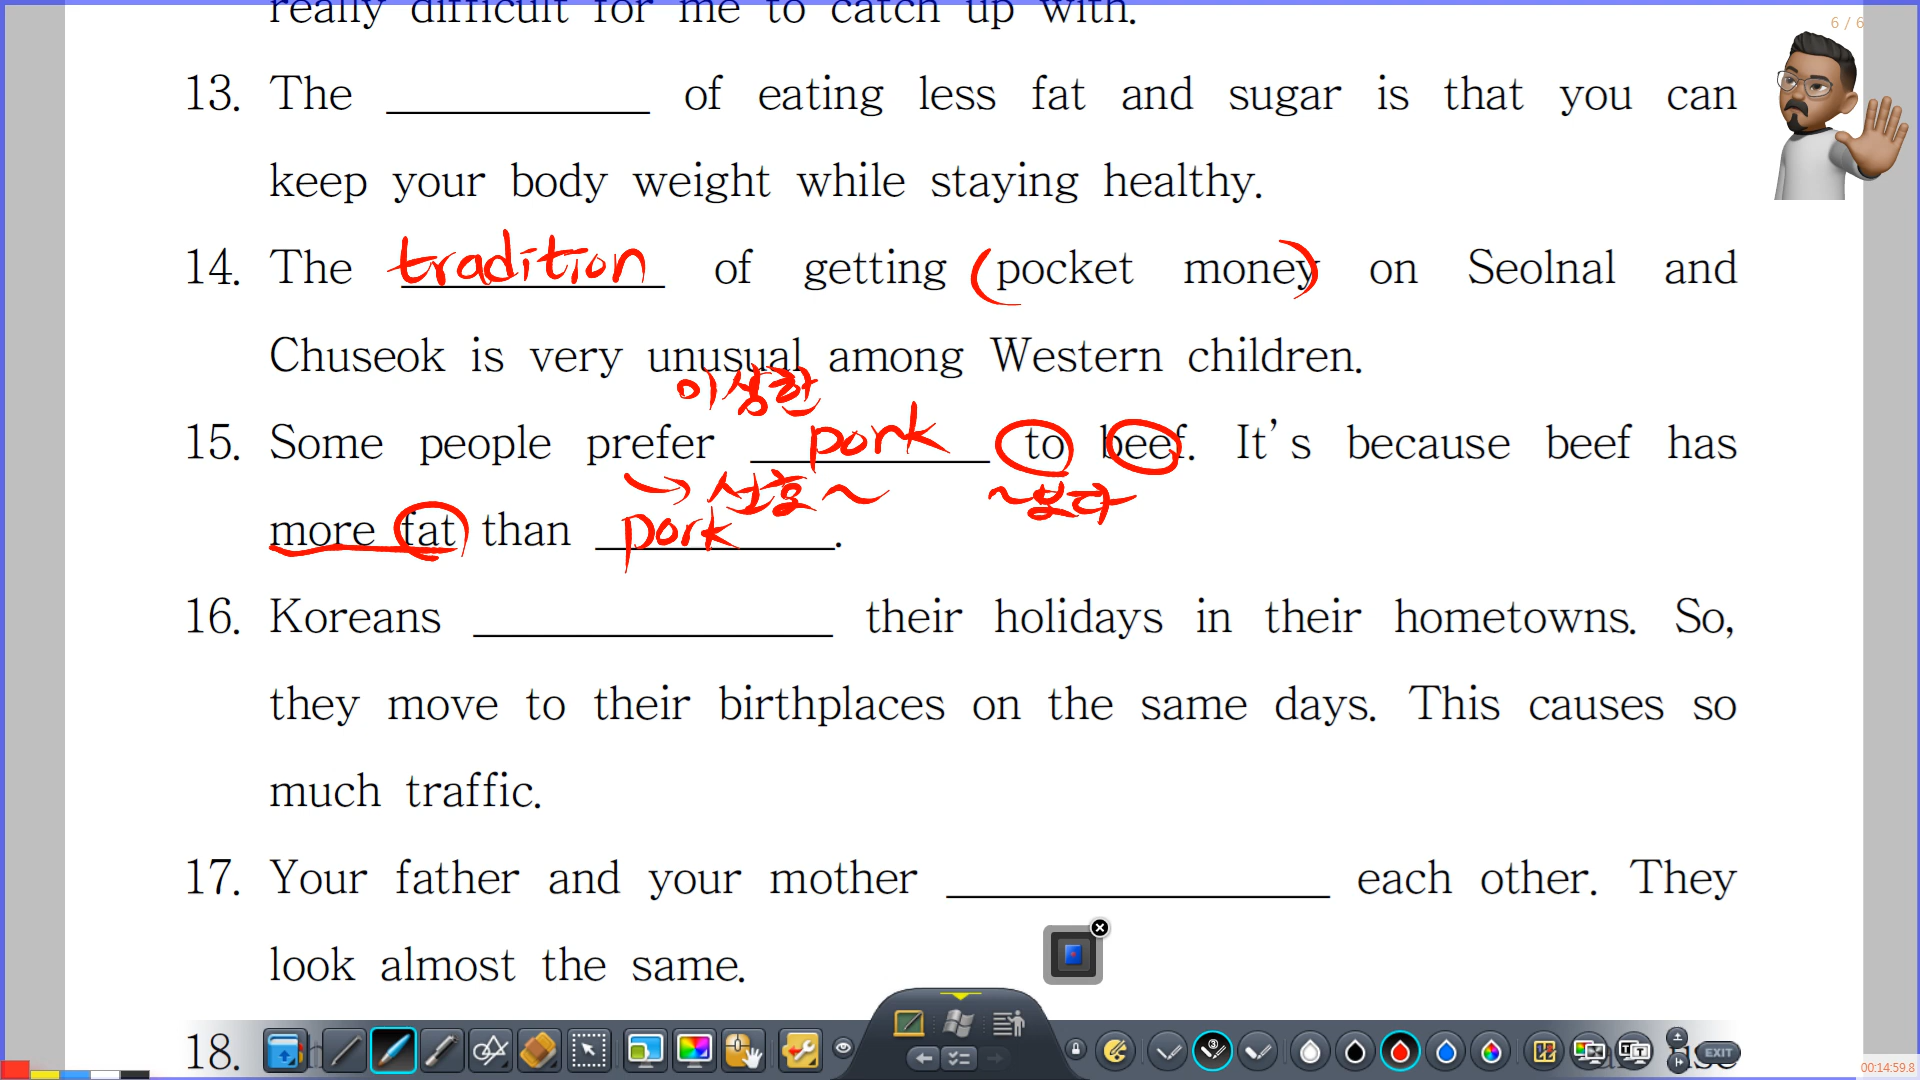 really difficult for me to catch up with.
6 / 6
13. The ___________ of eating less fat and sugar is that you can
keep your body weight while staying healthy.
14. The tradition of getting (pocket money) on Seolnal and
Chuseok is very unusual among Western children.
이상한
15. Some people prefer pork to beef. It's because beef has
→ 선호~ ~보다
more fat than pork.
16. Koreans _______________ their holidays in their hometowns. So,
they move to their birthplaces on the same days. This causes so
much traffic.
17. Your father and your mother ________________ each other. They
look almost the same.
18.
EXIT
00:14:59.8